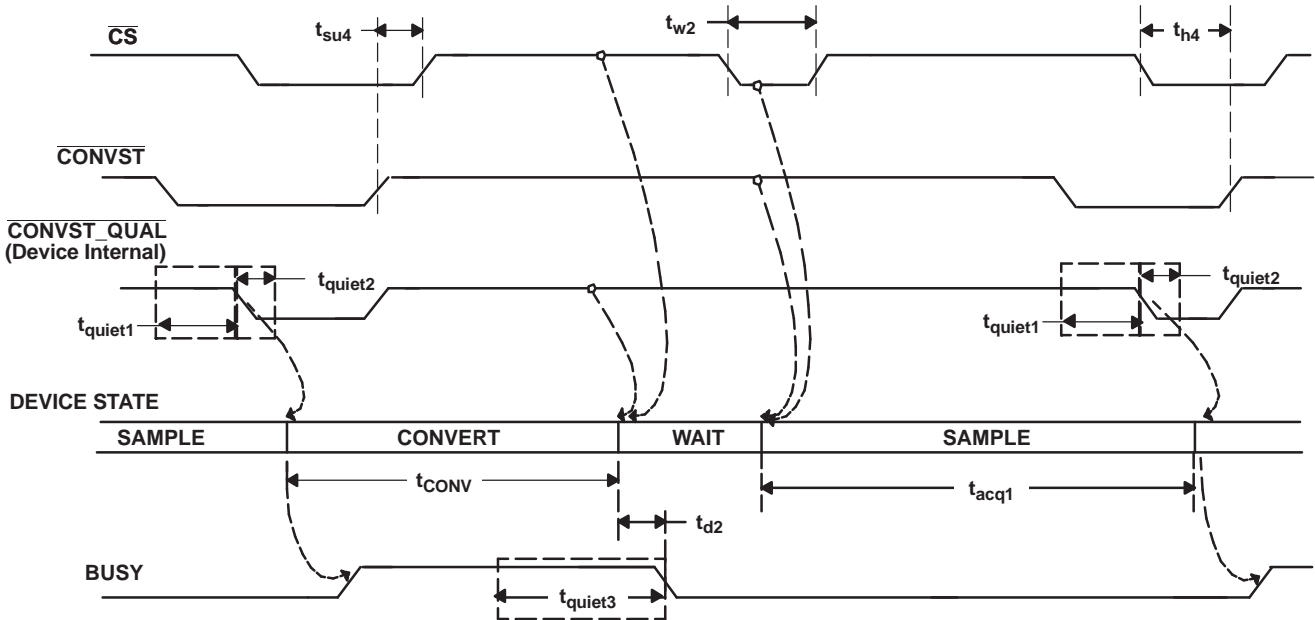 CS
t_su4
t_w2
t_h4
CONVST
CONVST_QUAL
(Device Internal)
t_quiet2
t_quiet2
t_quiet1
t_quiet1
DEVICE STATE
SAMPLE CONVERT WAIT SAMPLE
t_CONV
t_acq1
t_d2
BUSY
t_quiet3